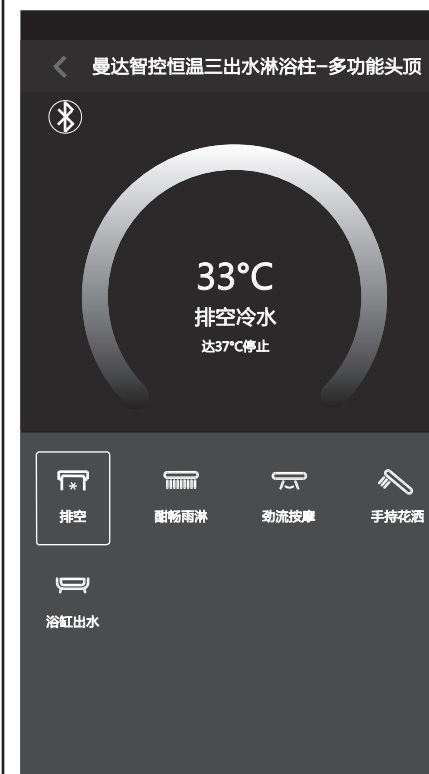 曼达智控恒温三出水淋浴柱-多功能头顶
33°C
排空冷水
达37°C停止
排空
酣畅雨淋
劲流按摩
手持花洒
浴缸出水